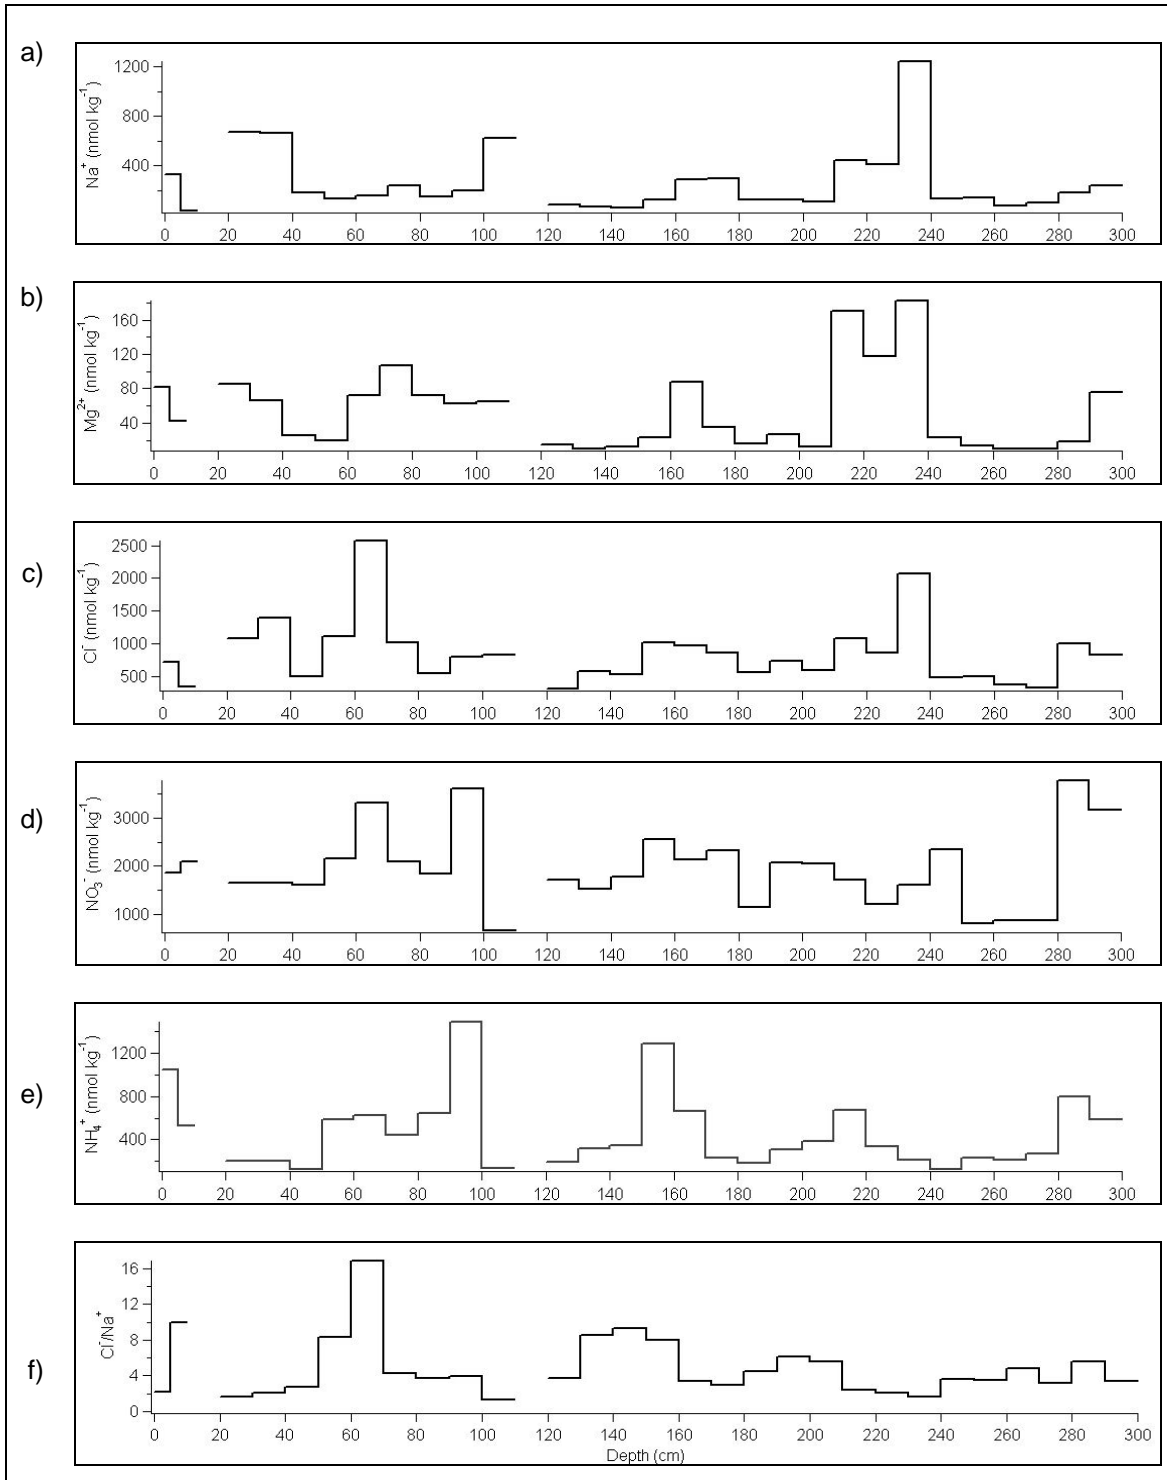 a)
Na⁺ (nmol kg⁻¹)
1200
800
400
0 20 40 60 80 100 120 140 160 180 200 220 240 260 280 300
b)
Mg²⁺ (nmol kg⁻¹)
160
120
80
40
0 20 40 60 80 100 120 140 160 180 200 220 240 260 280 300
c)
Cl⁻ (nmol kg⁻¹)
2500
2000
1500
1000
500
0 20 40 60 80 100 120 140 160 180 200 220 240 260 280 300
d)
NO₃⁻ (nmol kg⁻¹)
3000
2000
1000
0 20 40 60 80 100 120 140 160 180 200 220 240 260 280 300
e)
NH₄⁺ (nmol kg⁻¹)
1200
800
400
0 20 40 60 80 100 120 140 160 180 200 220 240 260 280 300
f)
Cl⁻/Na⁺
16
12
8
4
0
0 20 40 60 80 100 120 140 160 180 200 220 240 260 280 300
Depth (cm)